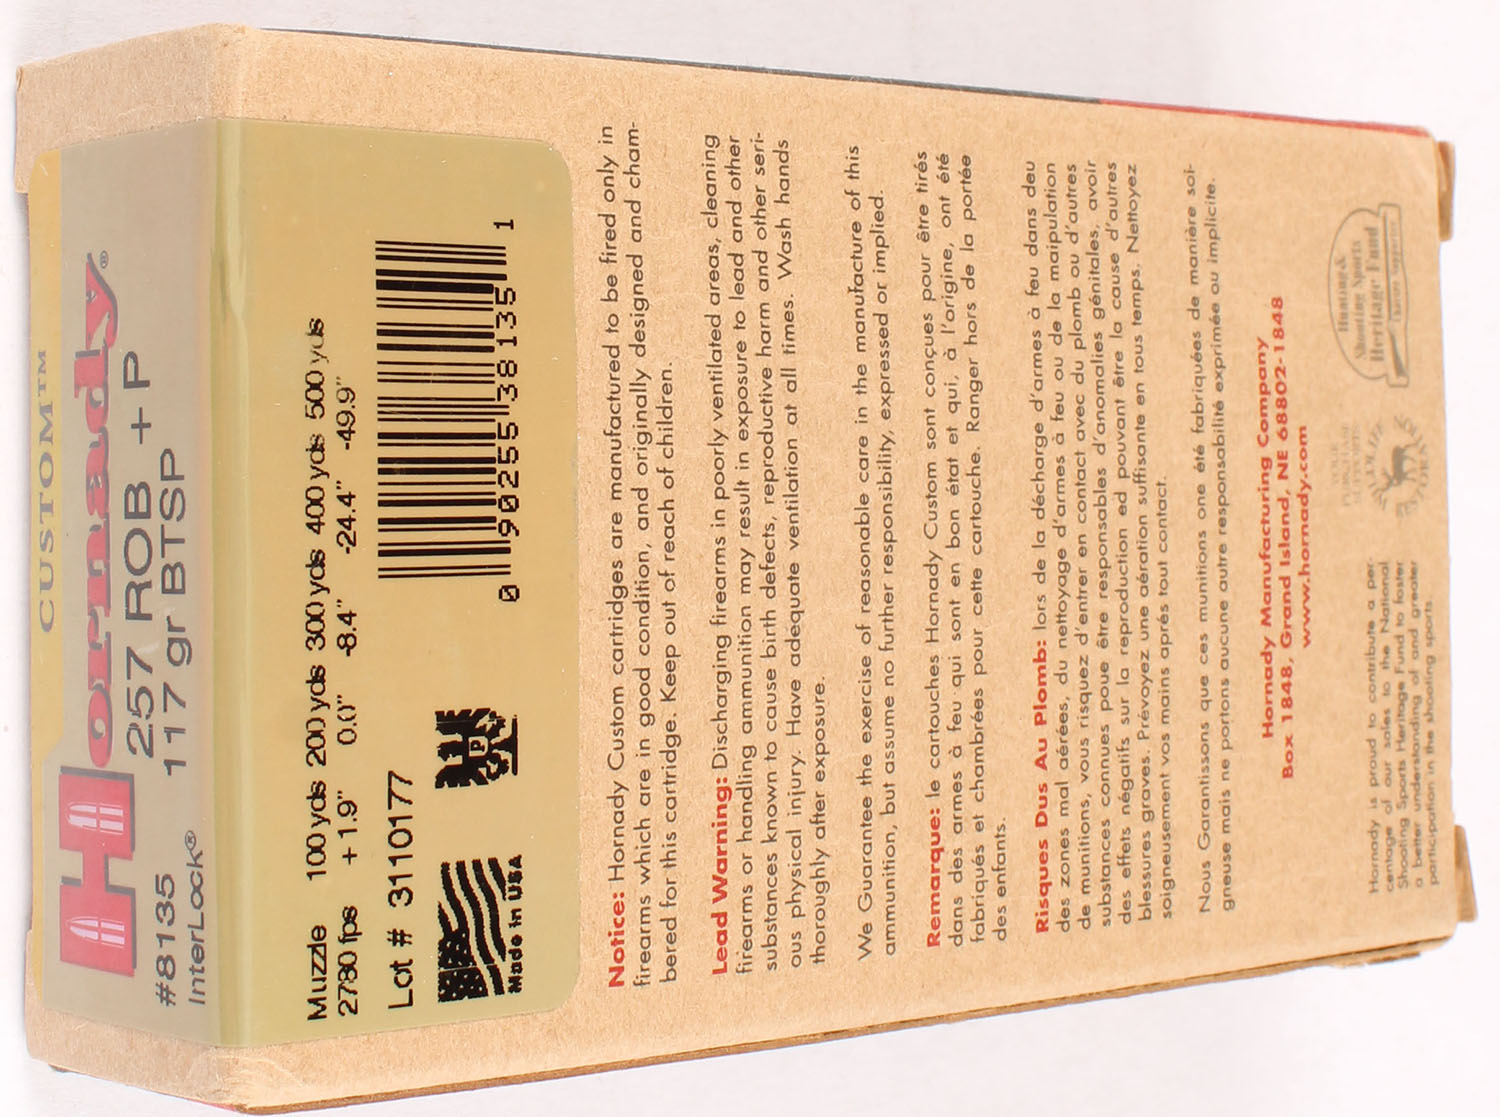 CUSTOM™
Hornady®
257 ROB + P
#8135 117 gr BTSP
InterLock®
Muzzle 100 yds 200 yds 300 yds 400 yds 500 yds
2780 fps + 1.9" 0.0" -8.4" -24.4" -49.9"
Lot # 3110177
Made in USA
0 90255 38135 1
Notice: Hornady Custom cartridges are manufactured to be fired only in
firearms which are in good condition, and originally designed and cham-
bered for this cartridge. Keep out of reach of children.
Lead Warning: Discharging firearms in poorly ventilated areas, cleaning
firearms or handling ammunition may result in exposure to lead and other
substances known to cause birth defects, reproductive harm and other seri-
ous physical injury. Have adequate ventilation at all times. Wash hands
thoroughly after exposure.
We Guarantee the exercise of reasonable care in the manufacture of this
ammunition, but assume no further responsibility, expressed or implied.
Remarque: le cartouches Hornady Custom sont conçues pour être tirés
dans des armes à feu qui sont en bon état et qui, à l'origine, ont été
fabriqués et chambrées pour cette cartouche. Ranger hors de la portée
des enfants.
Risques Dus Au Plomb: lors de la décharge d'armes à feu dans deu
des zones mal aérées, du nettoyage d'armes à feu ou de la maipulation
de munitions, vous risquez d'entrer en contact avec du plomb ou d'autres
substances connues poue être responsables d'anomalies génitales, avoir
des effets négatifs sur la reproduction ed pouvant être la cause d'autres
blessures graves. Prévoyez une aération suffisante en tous temps. Nettoyez
soigneusement vos mains aprés tout contact.
Nous Garantissons que ces munitions one été fabriquées de manière soi-
gneuse mais ne portons aucune autre responsabilité exprimée ou implicite.
Hornady Manufacturing Company
Box 1848, Grand Island, NE 68802-1848
www.hornady.com
Hornady is proud to contribute a per-
centage of our sales to the National
Shooting Sports Heritage Fund to foster
a better understanding of and greater
participation in the shooting sports.
YOUR
PURCHASE
SUPPORTS
WILDLIFE
RESTORATION
Hunting &
Shooting Sports
Heritage Fund